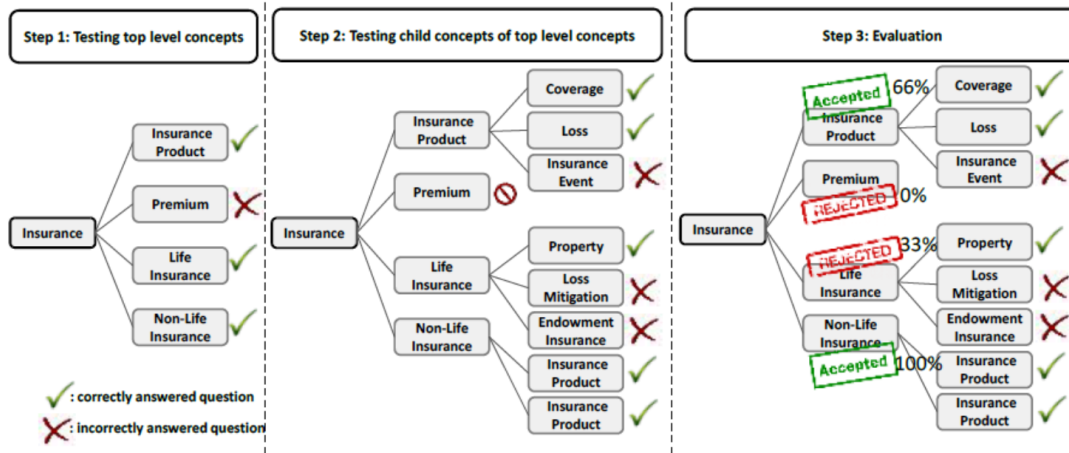 Step 1: Testing top level concepts
Insurance
Insurance
Product
Premium
Life
Insurance
Non-Life
Insurance
: correctly answered question
: incorrectly answered question
Step 2: Testing child concepts of top level concepts
Insurance
Insurance
Product
Premium
Life
Insurance
Non-Life
Insurance
Coverage
Loss
Insurance
Event
Property
Loss
Mitigation
Endowment
Insurance
Insurance
Product
Insurance
Product
Step 3: Evaluation
Insurance
Accepted 66%
Insurance
Product
Premium
REJECTED 0%
REJECTED 33%
Life
Insurance
Non-Life
Insurance
Accepted 100%
Coverage
Loss
Insurance
Event
Property
Loss
Mitigation
Endowment
Insurance
Insurance
Product
Insurance
Product